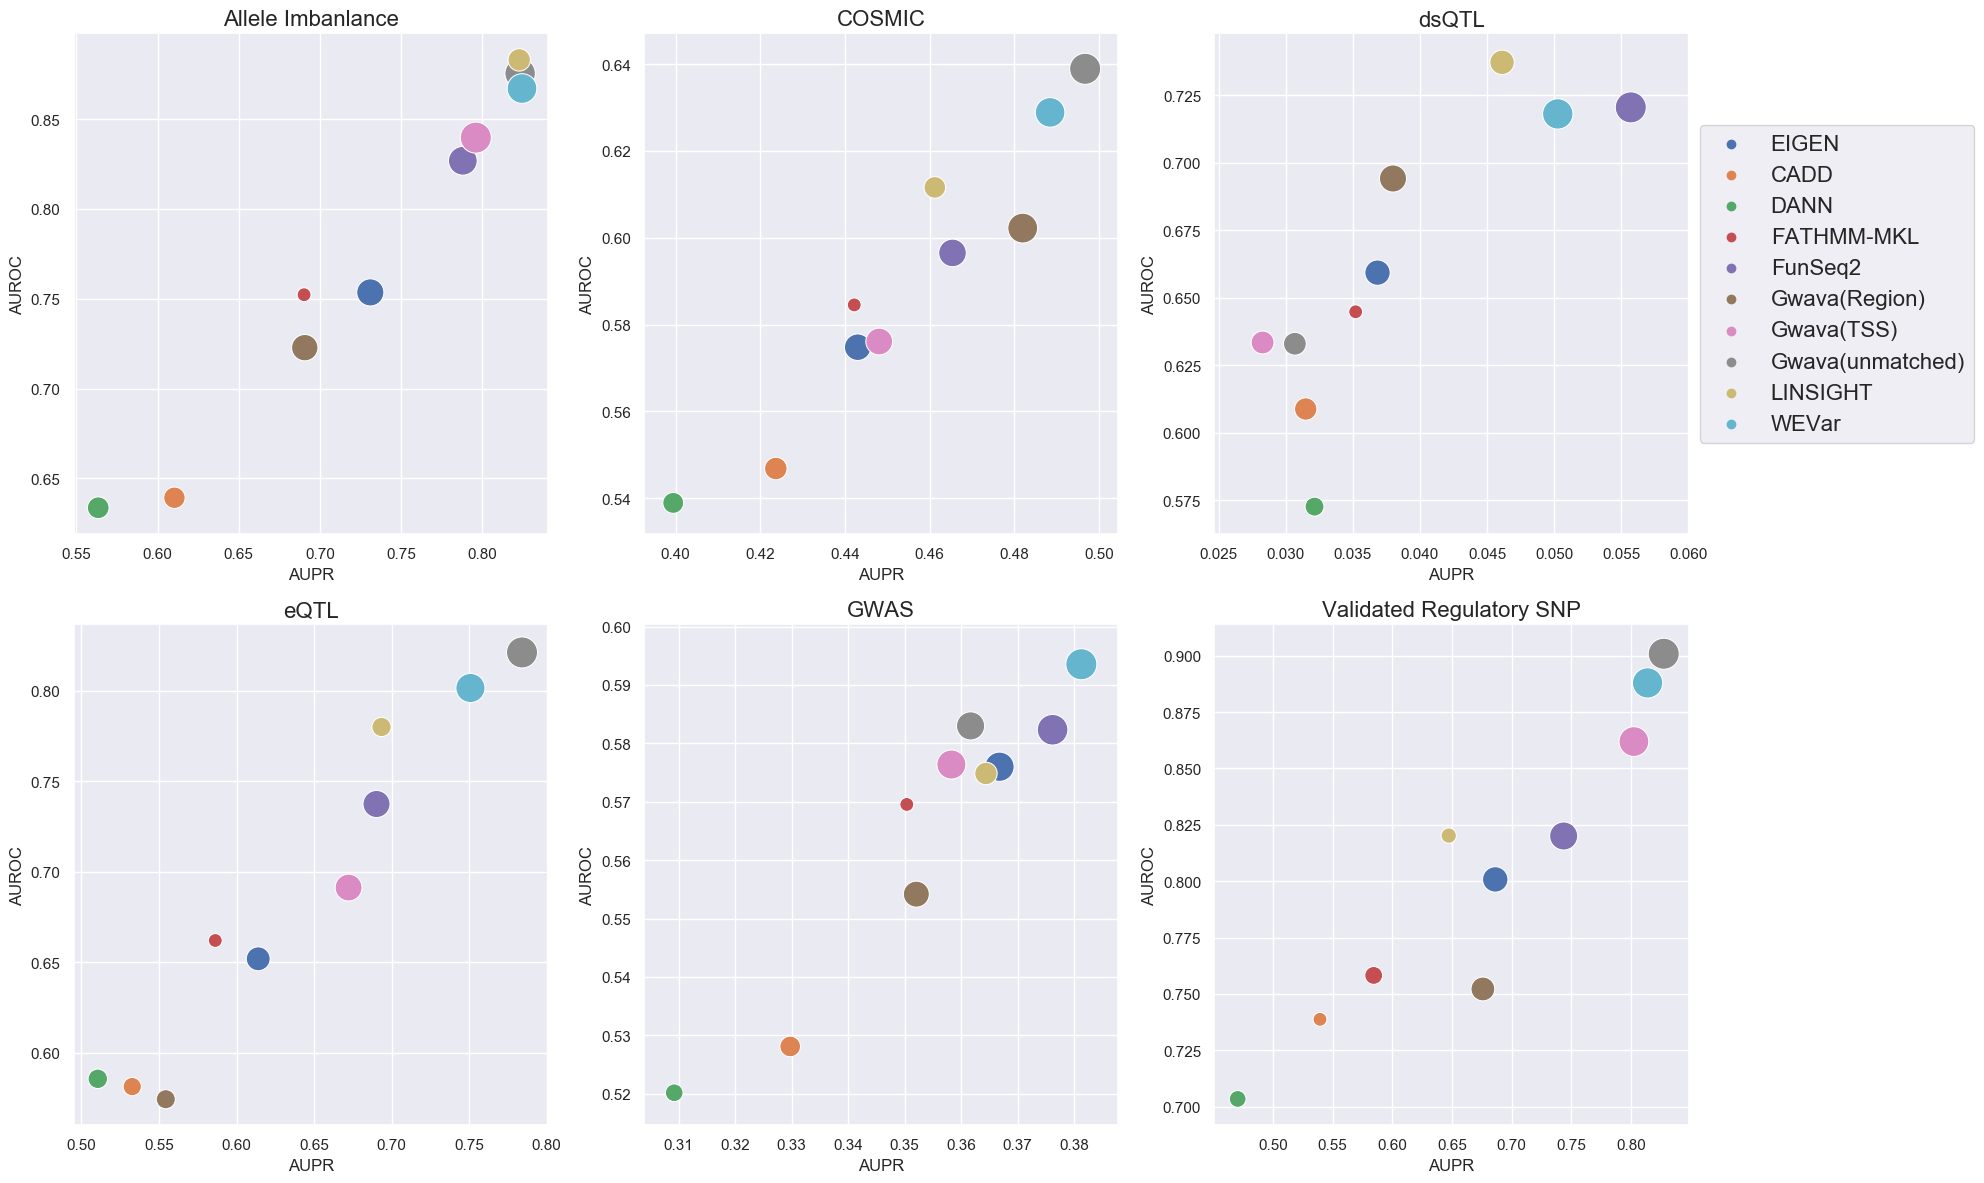 Allele Imbanlance
AUROC
0.85
0.80
0.75
0.70
0.65
0.55 0.60 0.65 0.70 0.75 0.80
AUPR
COSMIC
AUROC
0.64
0.62
0.60
0.58
0.56
0.54
0.40 0.42 0.44 0.46 0.48 0.50
AUPR
dsQTL
AUROC
0.725
0.700
0.675
0.650
0.625
0.600
0.575
0.025 0.030 0.035 0.040 0.045 0.050 0.055 0.060
AUPR
EIGEN
CADD
DANN
FATHMM-MKL
FunSeq2
Gwava(Region)
Gwava(TSS)
Gwava(unmatched)
LINSIGHT
WEVar
eQTL
AUROC
0.80
0.75
0.70
0.65
0.60
0.50 0.55 0.60 0.65 0.70 0.75 0.80
AUPR
GWAS
AUROC
0.60
0.59
0.58
0.57
0.56
0.55
0.54
0.53
0.52
0.31 0.32 0.33 0.34 0.35 0.36 0.37 0.38
AUPR
Validated Regulatory SNP
AUROC
0.900
0.875
0.850
0.825
0.800
0.775
0.750
0.725
0.700
0.50 0.55 0.60 0.65 0.70 0.75 0.80
AUPR